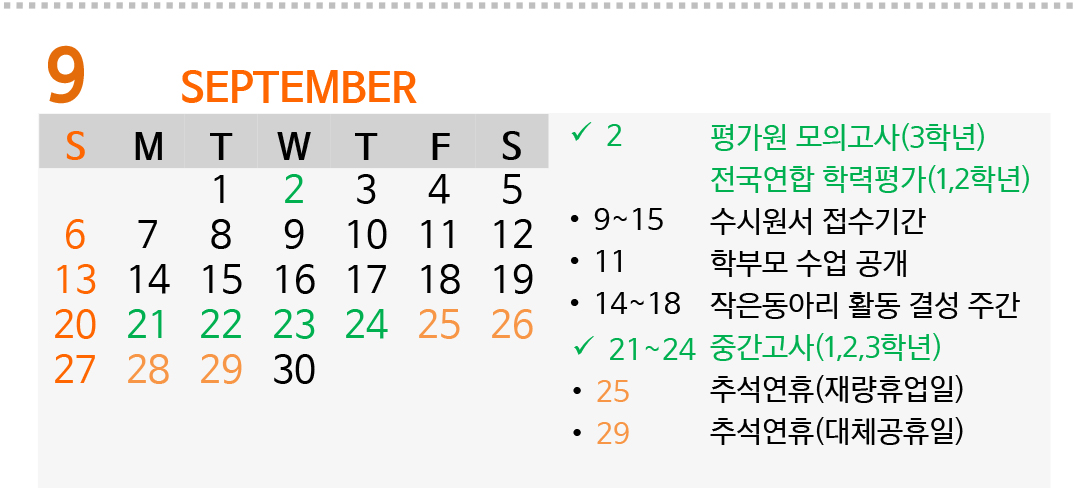 9 SEPTEMBER
S M T W T F S
1 2 3 4 5
6 7 8 9 10 11 12
13 14 15 16 17 18 19
20 21 22 23 24 25 26
27 28 29 30
✓ 2 평가원 모의고사(3학년)
전국연합 학력평가(1,2학년)
• 9~15 수시원서 접수기간
• 11 학부모 수업 공개
• 14~18 작은동아리 활동 결성 주간
✓ 21~24 중간고사(1,2,3학년)
• 25 추석연휴(재량휴업일)
• 29 추석연휴(대체공휴일)